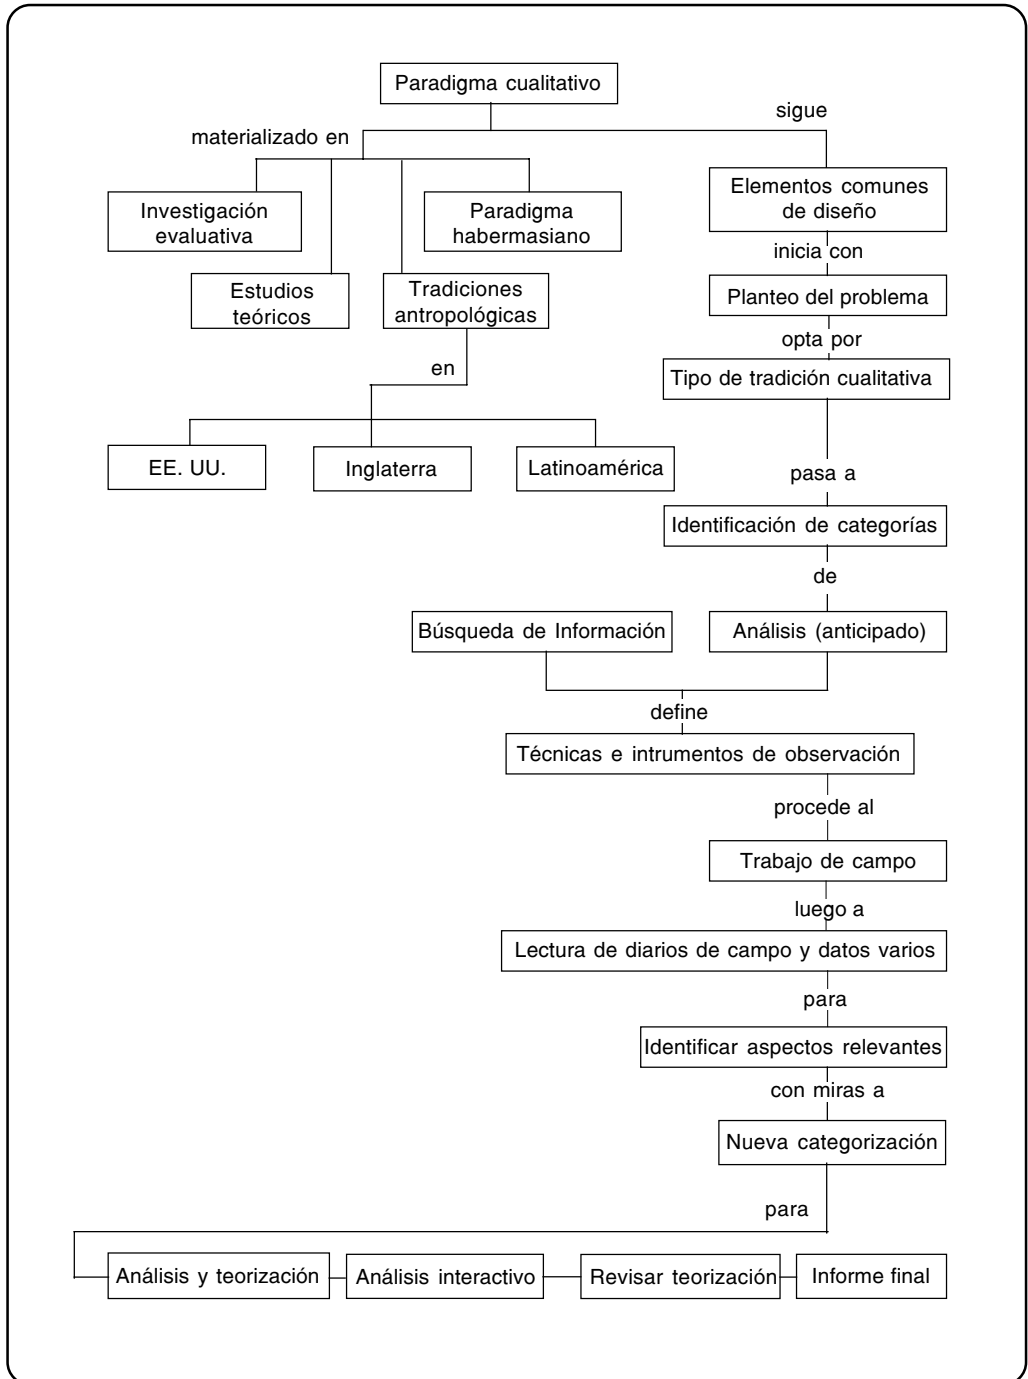 Paradigma cualitativo
sigue
materializado en
Investigación
evaluativa
Paradigma
habermasiano
Elementos comunes
de diseño
inicia con
Estudios
teóricos
Tradiciones
antropológicas
Planteo del problema
opta por
en
Tipo de tradición cualitativa
EE. UU.
Inglaterra
Latinoamérica
pasa a
Identificación de categorías
de
Búsqueda de Información
Análisis (anticipado)
define
Técnicas e intrumentos de observación
procede al
Trabajo de campo
luego a
Lectura de diarios de campo y datos varios
para
Identificar aspectos relevantes
con miras a
Nueva categorización
para
Análisis y teorización
Análisis interactivo
Revisar teorización
Informe final